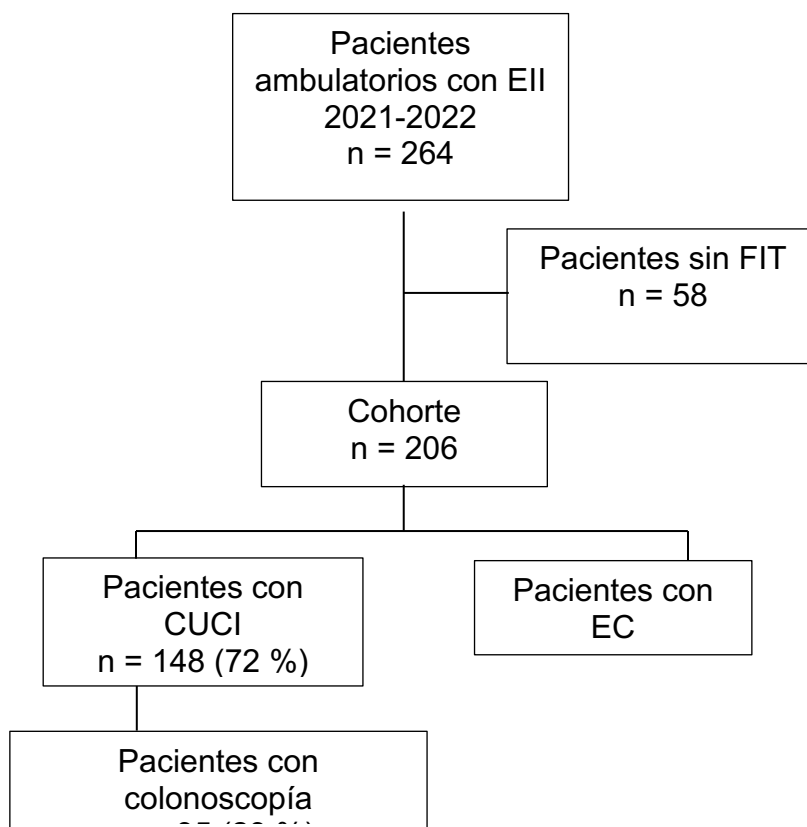 Pacientes
ambulatorios con EII
2021-2022
n = 264
Pacientes sin FIT
n = 58
Cohorte
n = 206
Pacientes con
CUCI
n = 148 (72 %)
Pacientes con
EC
Pacientes con
colonoscopía